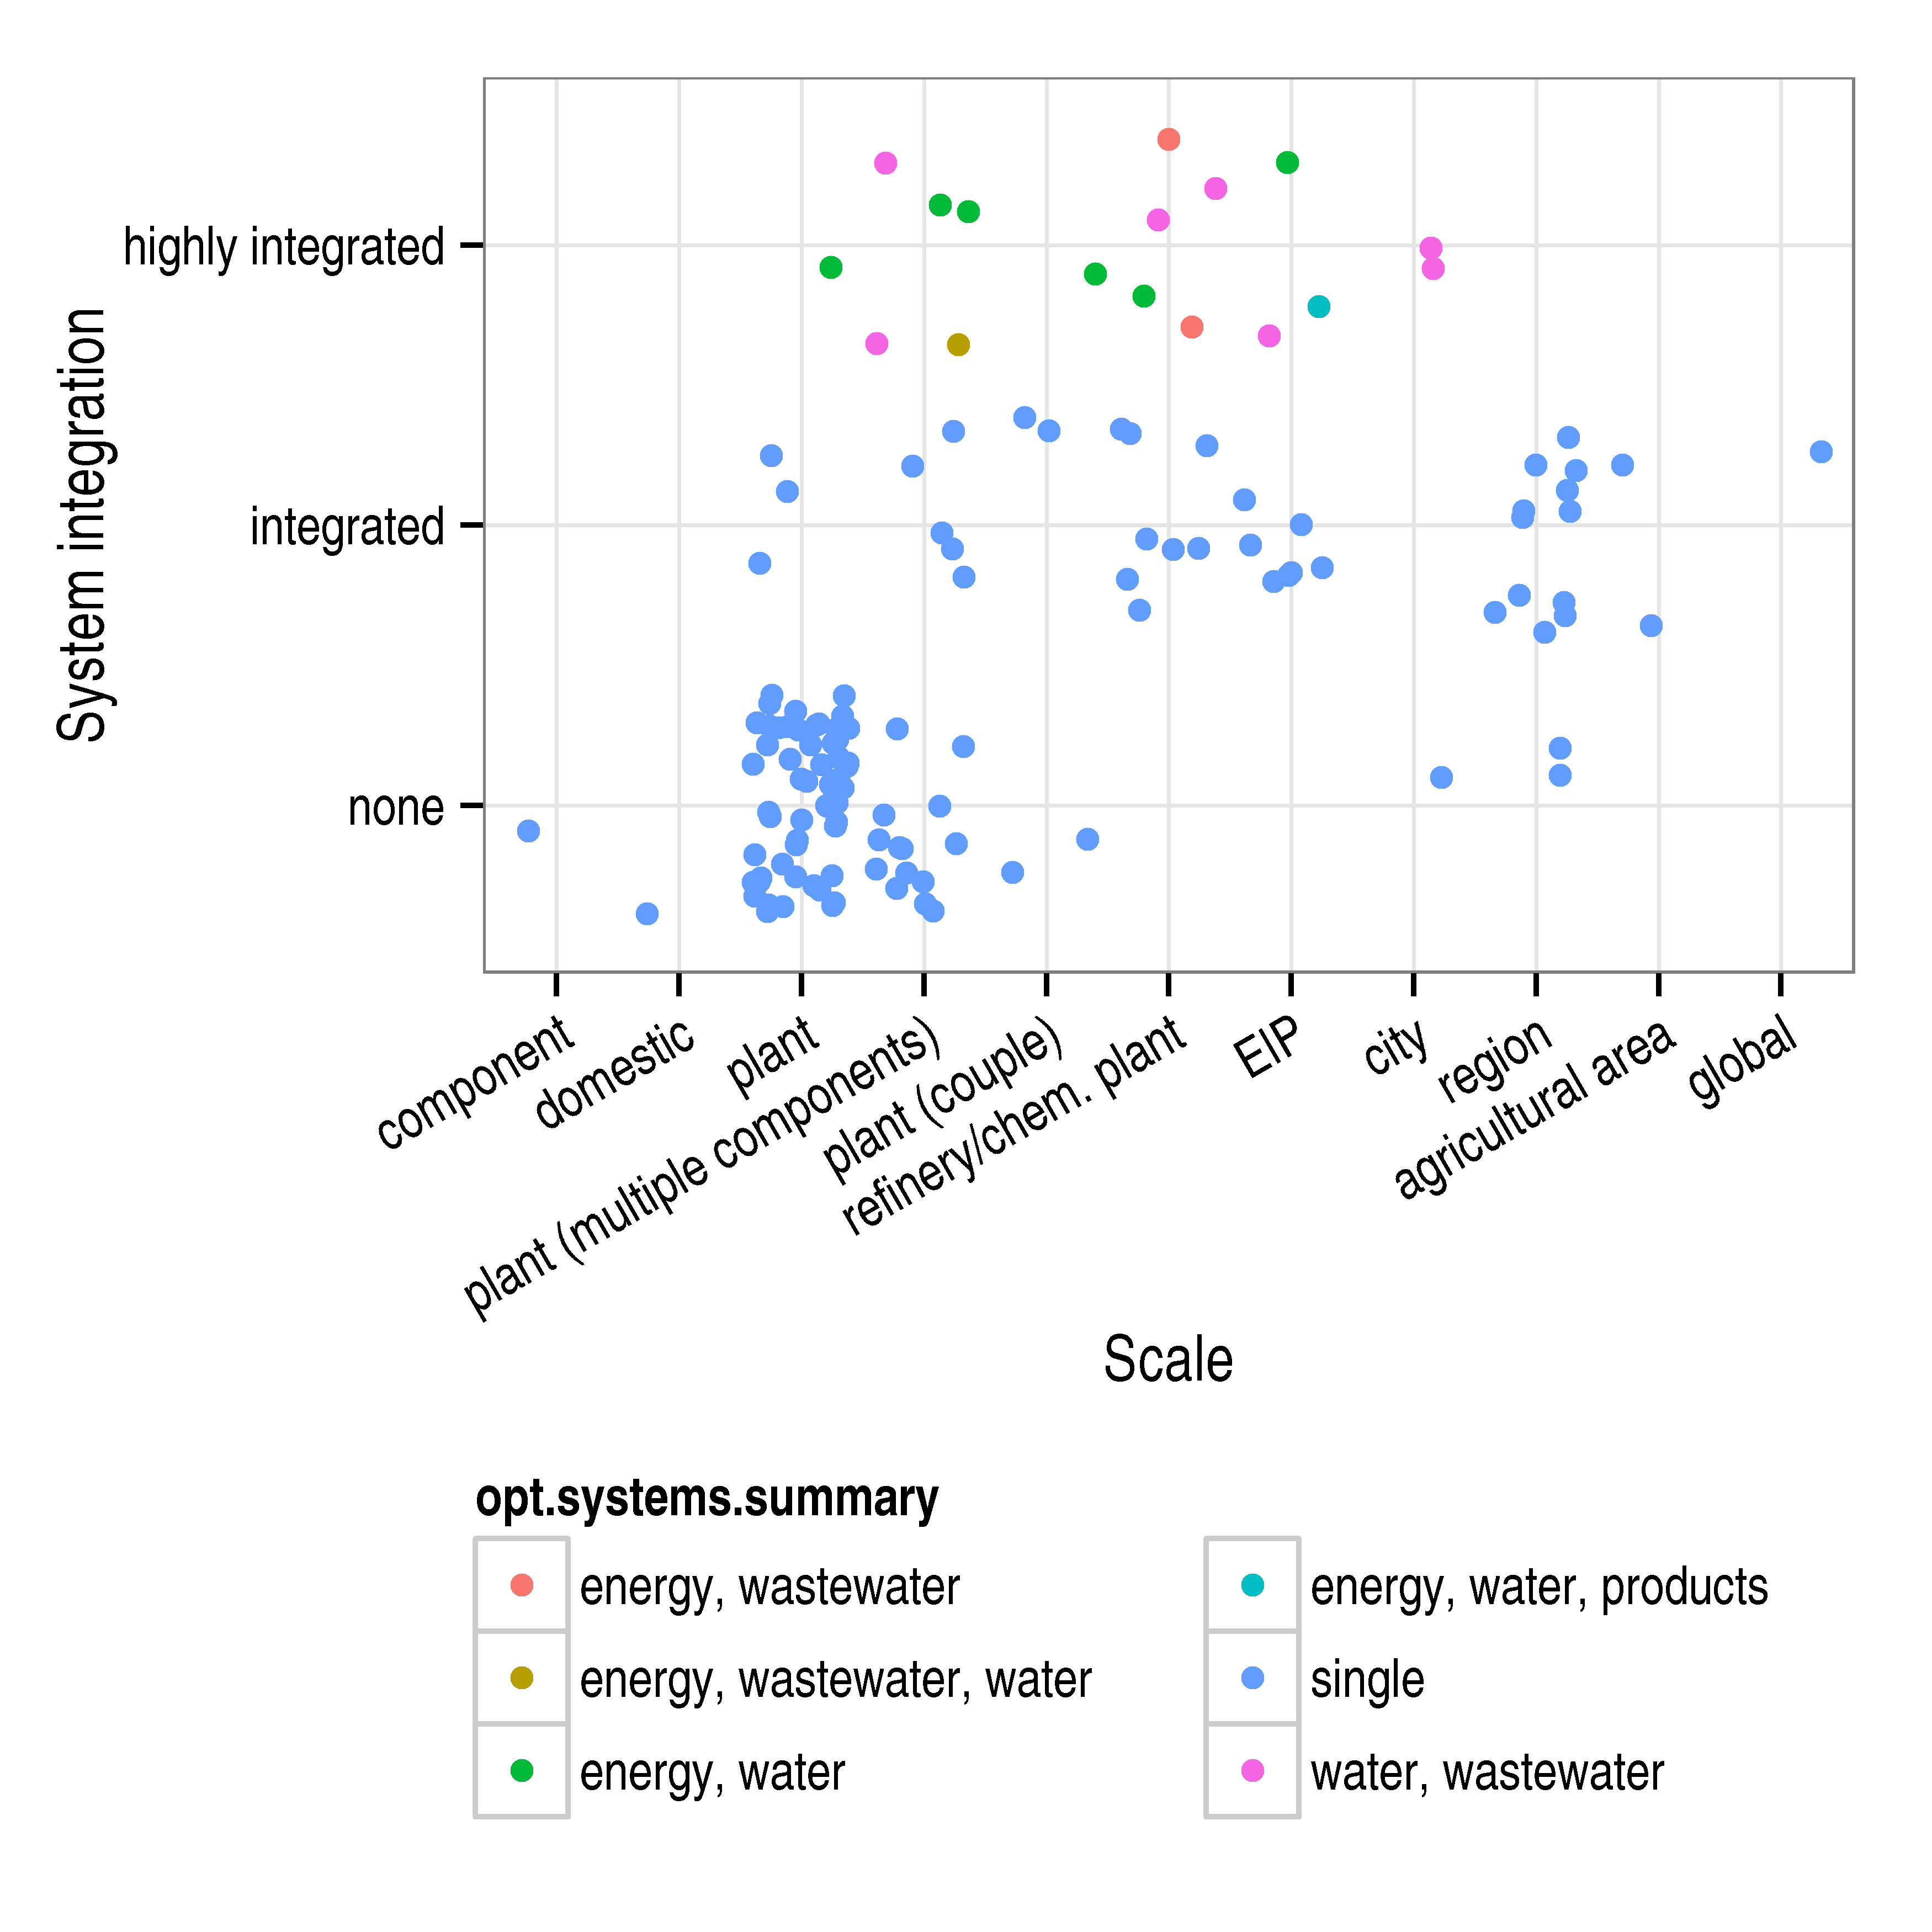 System integration
highly integrated
integrated
none
component
domestic
plant
plant (multiple components)
plant (couple)
refinery/chem. plant
EIP
city
region
agricultural area
global
Scale
opt.systems.summary
energy, wastewater
energy, wastewater, water
energy, water
energy, water, products
single
water, wastewater